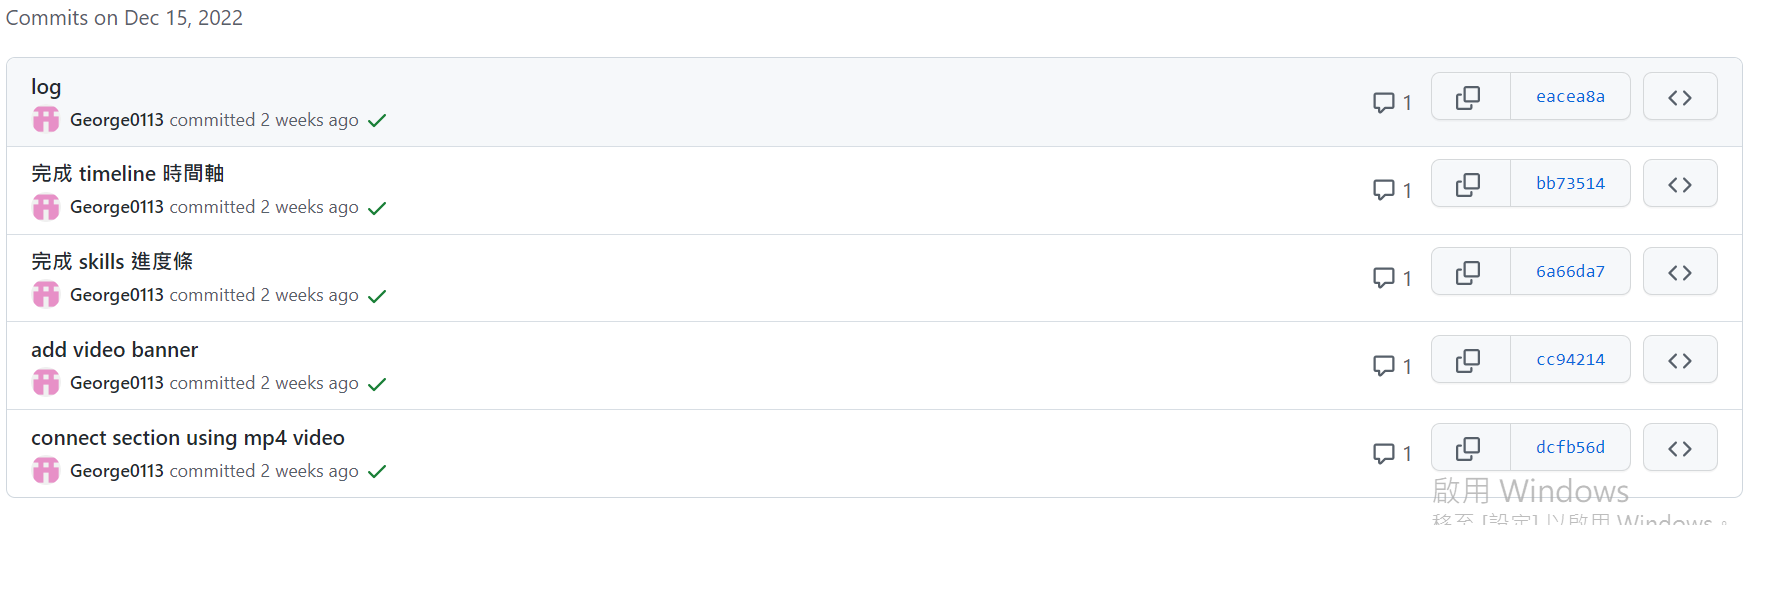 Commits on Dec 15, 2022
log
George0113 committed 2 weeks ago
1
eacea8a
完成 timeline 時間軸
George0113 committed 2 weeks ago
1
bb73514
完成 skills 進度條
George0113 committed 2 weeks ago
1
6a66da7
add video banner
George0113 committed 2 weeks ago
1
cc94214
connect section using mp4 video
George0113 committed 2 weeks ago
1
dcfb56d
啟用 Windows
移至 [設定] 以啟用 Windows。